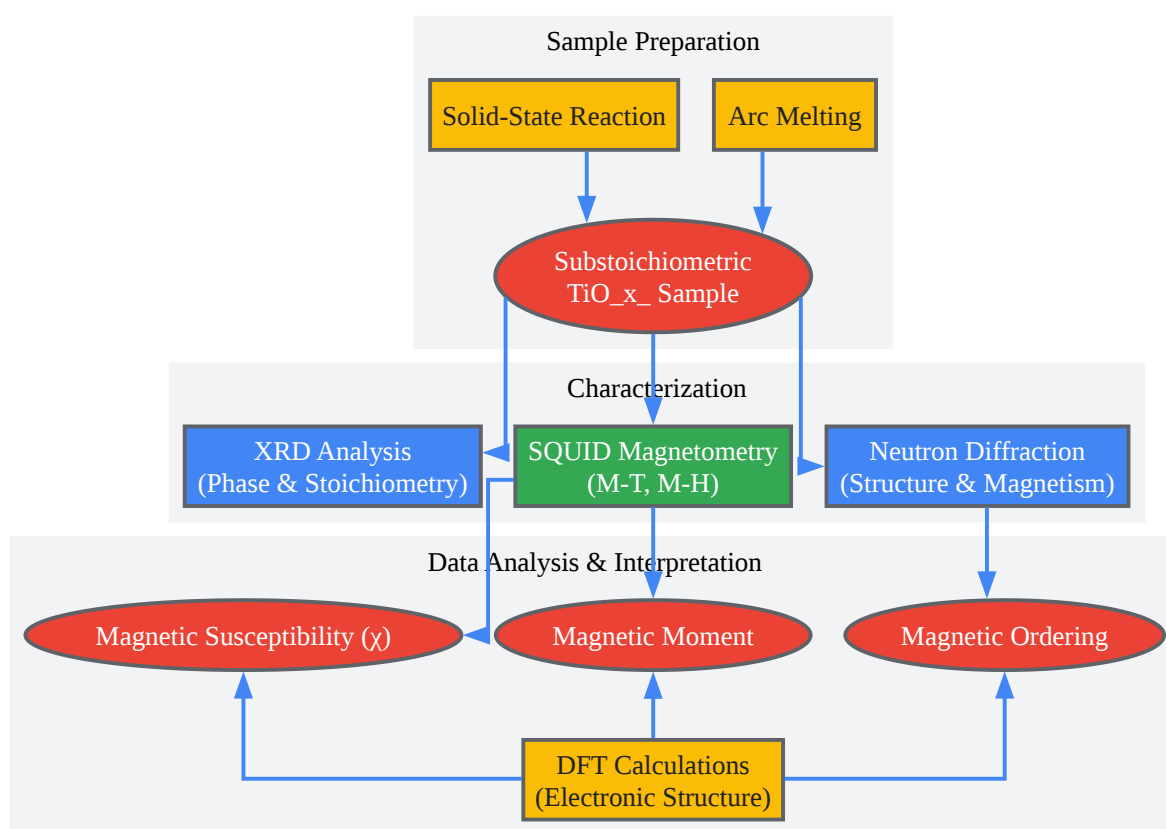 Sample Preparation
Solid-State Reaction
Arc Melting
Substoichiometric
TiO_x_ Sample
Characterization
XRD Analysis
(Phase & Stoichiometry)
SQUID Magnetometry
(M-T, M-H)
Neutron Diffraction
(Structure & Magnetism)
Data Analysis & Interpretation
Magnetic Susceptibility (χ)
Magnetic Moment
Magnetic Ordering
DFT Calculations
(Electronic Structure)